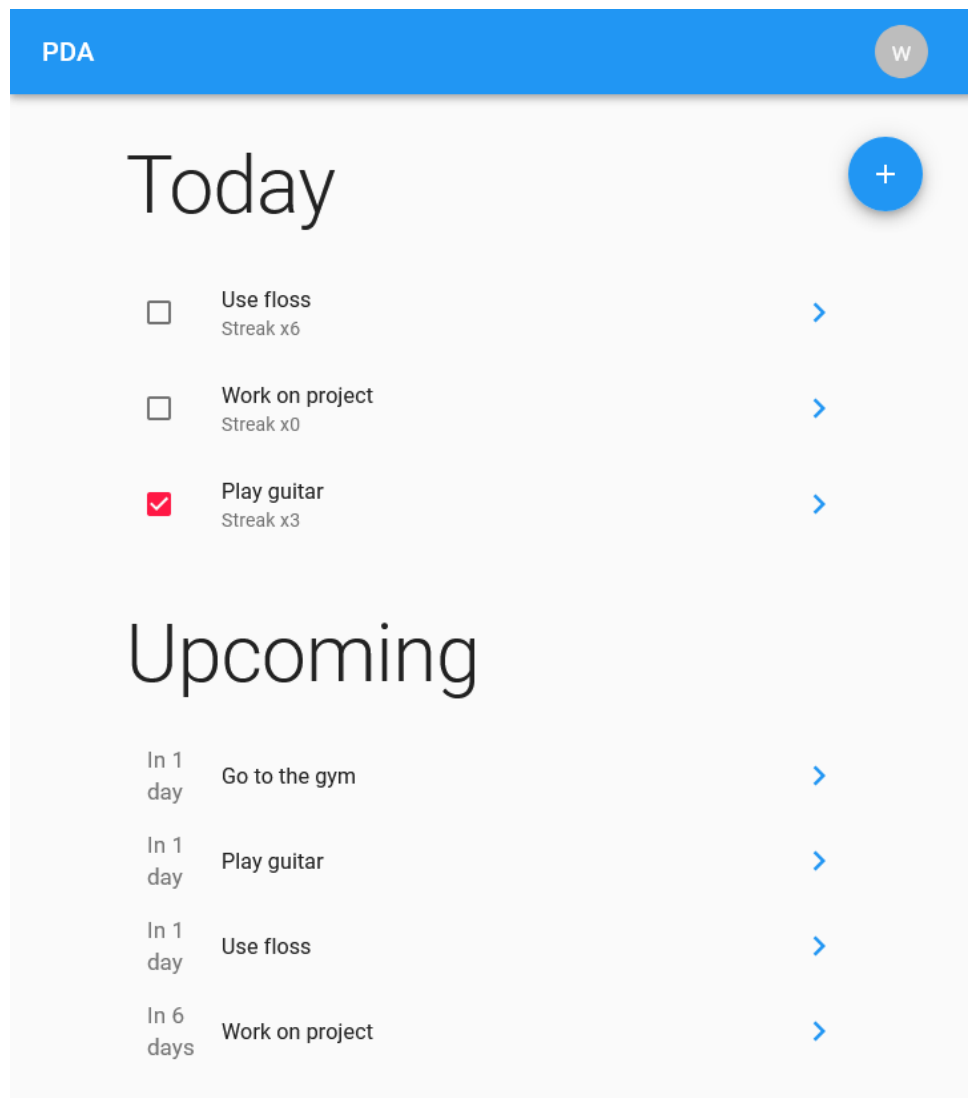 PDA
W
Today
+
Use floss
Streak x6
Work on project
Streak x0
Play guitar
Streak x3
Upcoming
In 1
day
Go to the gym
In 1
day
Play guitar
In 1
day
Use floss
In 6
days
Work on project